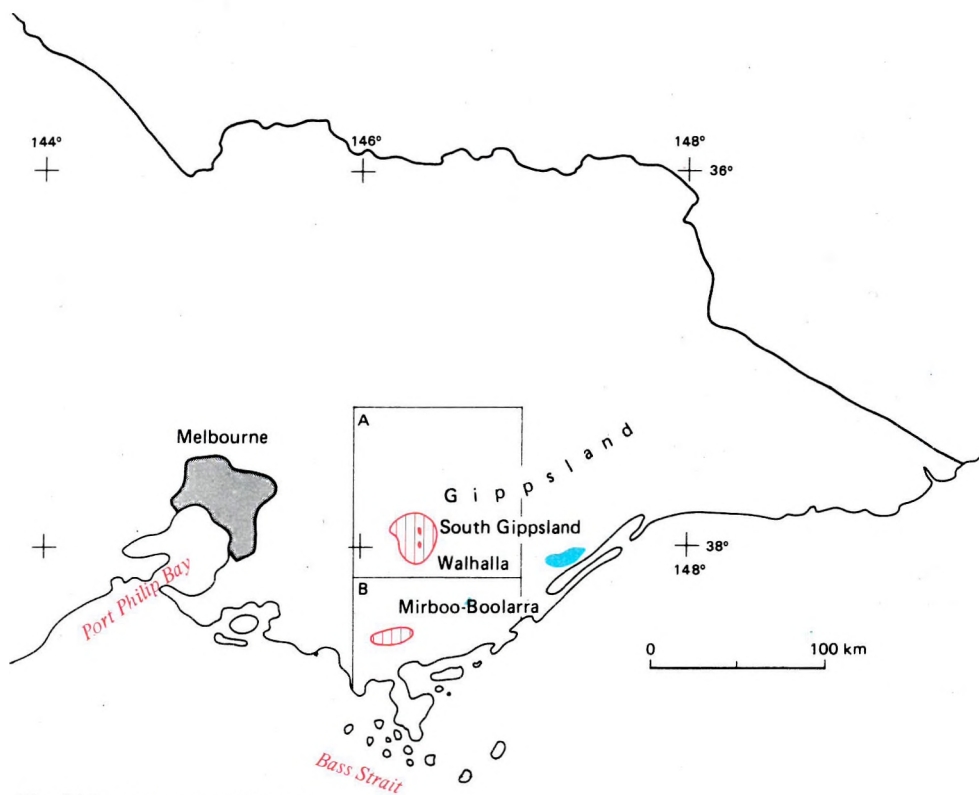 144°
146°
148°
36°
A
Melbourne
Gippsland
South Gippsland
Walhalla
38°
148°
B
Mirboo-Boolarra
Port Philip Bay
0 100 km
Bass Strait